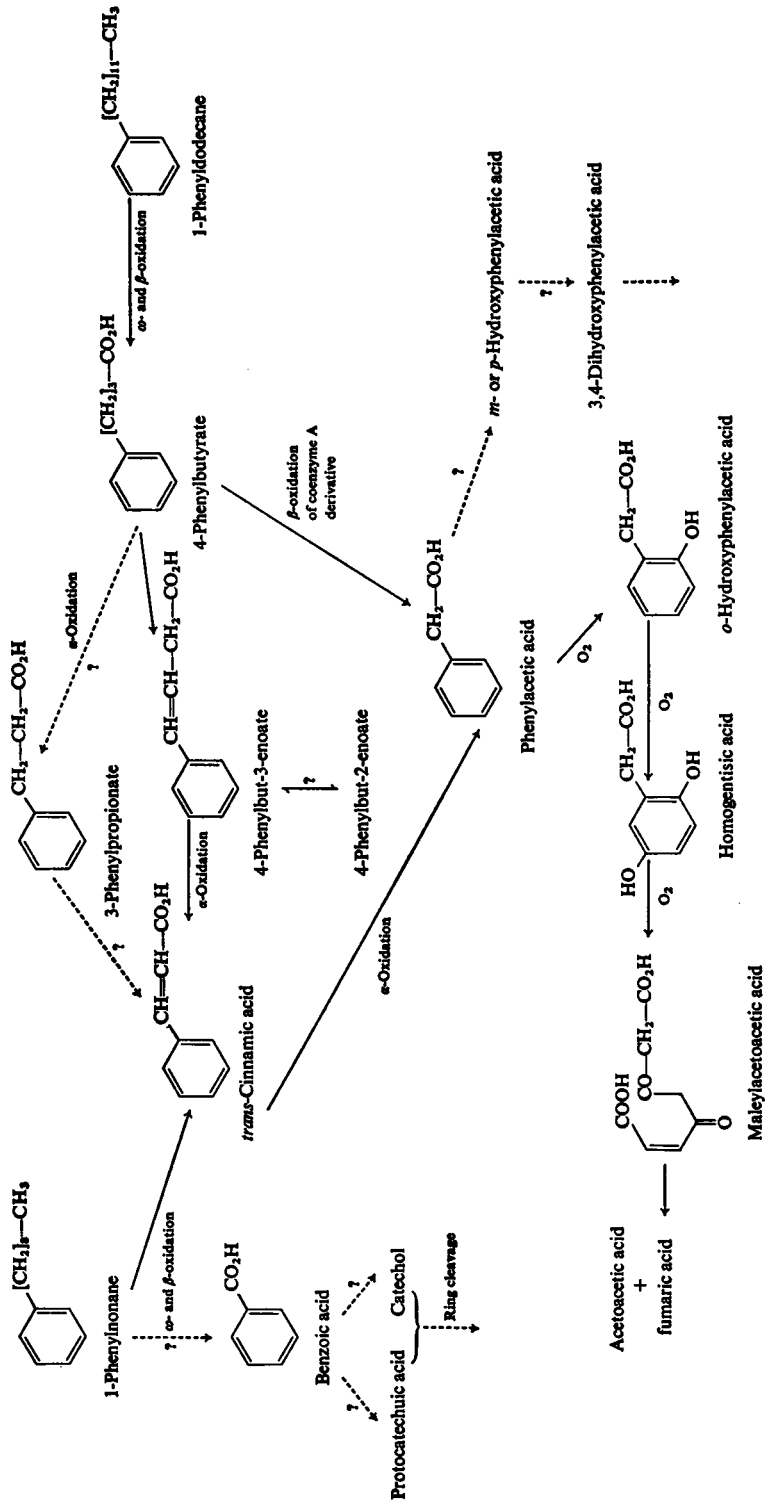 [CH₂]₈—CH₃
1-Phenylnonane
? ω- and β-oxidation
CO₂H
Benzoic acid
?
?
Protocatechuic acid
Catechol
Ring cleavage
CH₂—CH₂—CO₂H
3-Phenylpropionate
?
α-Oxidation
?
CH=CH—CO₂H
trans-Cinnamic acid
α-Oxidation
CH=CH—CH₂—CO₂H
4-Phenylbut-3-enoate
?
4-Phenylbut-2-enoate
[CH₂]₃—CO₂H
4-Phenylbutyrate
ω- and β-oxidation
[CH₂]₁₁—CH₃
1-Phenyldodecane
β-oxidation
of coenzyme A
derivative
α-Oxidation
CH₂—CO₂H
Phenylacetic acid
?
m- or p-Hydroxyphenylacetic acid
?
3,4-Dihydroxyphenylacetic acid
O₂
CH₂—CO₂H
OH
o-Hydroxyphenylacetic acid
O₂
CH₂—CO₂H
HO
OH
Homogentisic acid
O₂
COOH
CO—CH₂—CO₂H
O
Maleylacetoacetic acid
Acetoacetic acid
+
fumaric acid